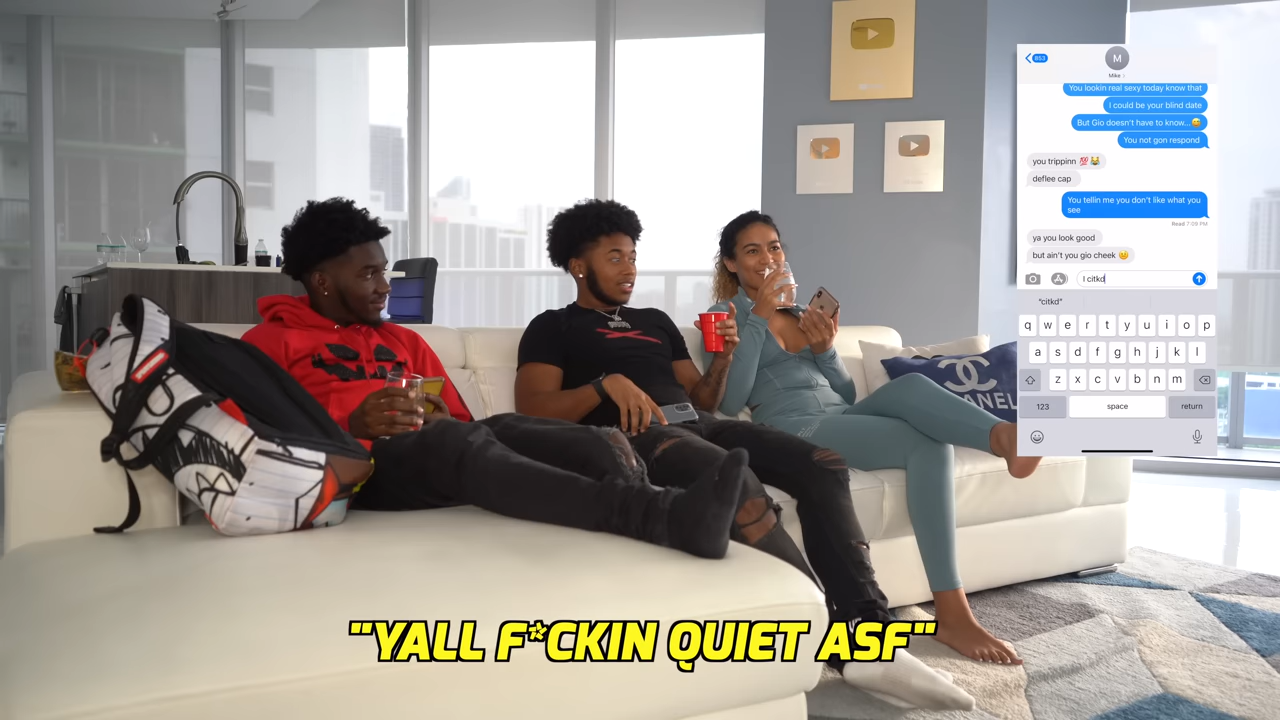 853
M
Mike
You lookin real sexy today know that
I could be your blind date
But Gio doesn't have to know...😅
You not gon respond
you trippinn 💯😹
deflee cap
You tellin me you don't like what you
see
Read 7:09 PM
ya you look good
but ain't you gio cheek 🤨
I citkd
"citkd"
q w e r t y u i o p
a s d f g h j k l
z x c v b n m
123 space return
CHANEL
"YALL F*CKIN QUIET ASF"